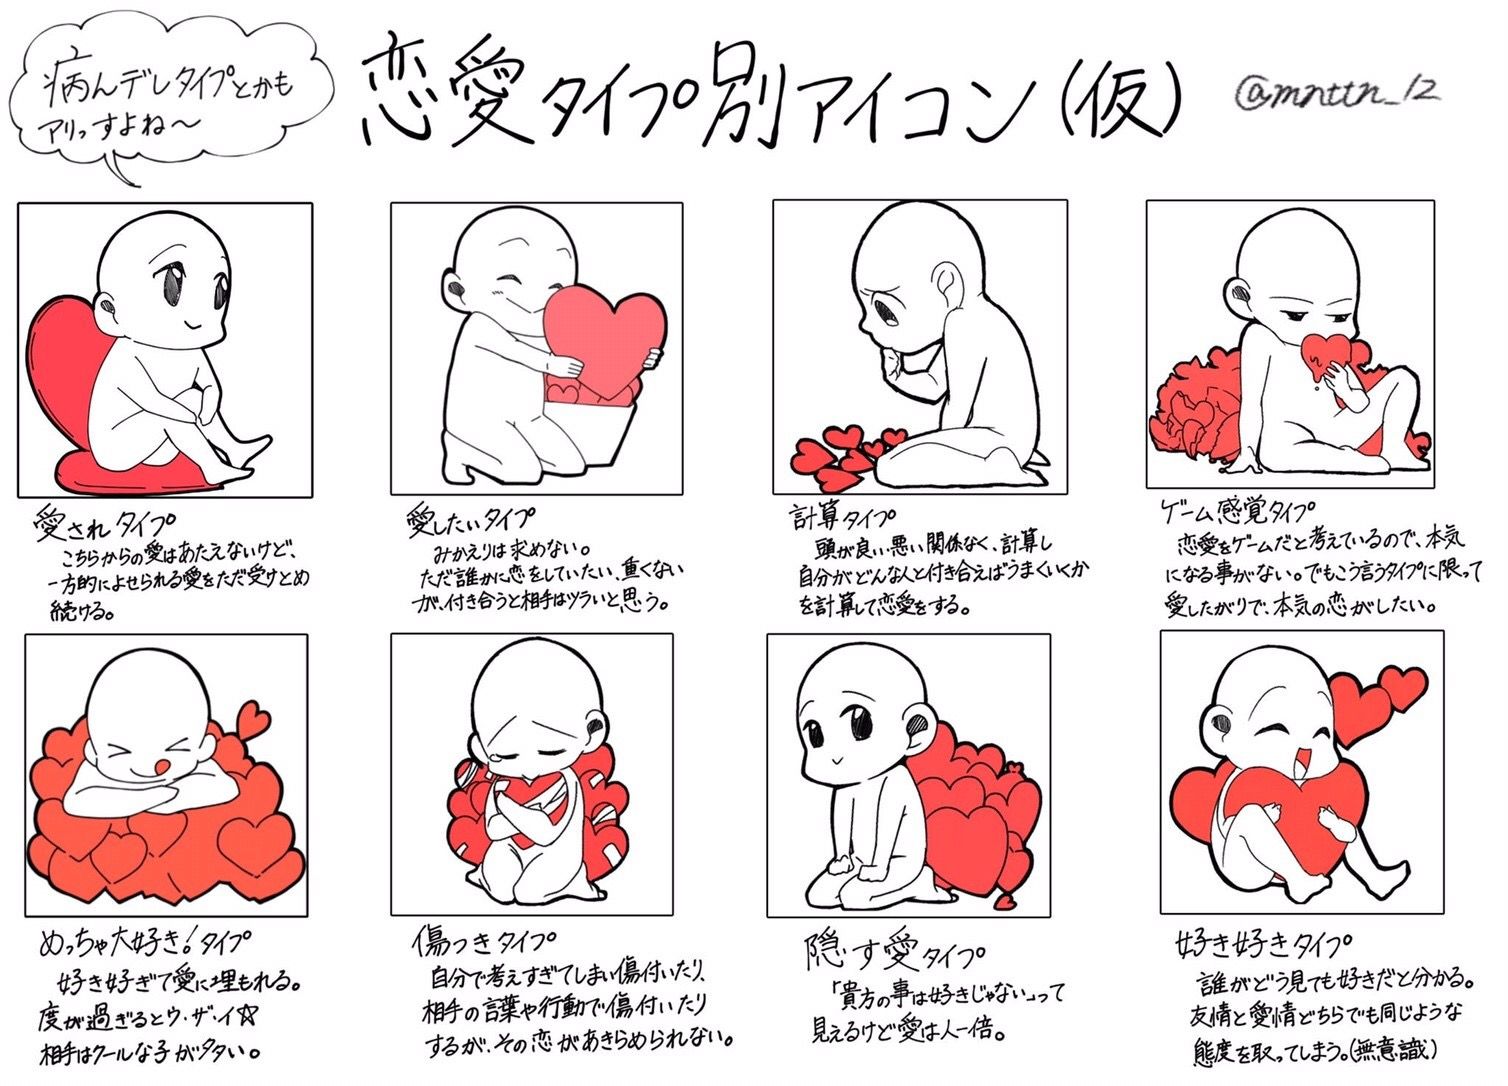 病んデレタイプとかも
アリっすよね～
恋愛タイプ別アイコン(仮)
@mnttn_12
愛されタイプ
こちらからの愛はあたえないけど、
一方的によせられる愛をただ受けとめ
続ける。
愛したいタイプ
みかえりは求めない。
ただ誰かに恋をしていたい、重くない
が、付き合うと相手はツラいと思う。
計算タイプ
頭が良い悪い関係なく、計算し
自分がどんな人と付き合えばうまくいくか
を計算して恋愛をする。
ゲーム感覚タイプ
恋愛をゲームだと考えているので、本気
になる事がない。でもこう言うタイプに限って
愛したがりで、本気の恋がしたい。
めっちゃ大好き!タイプ
好き好きすぎて愛に埋もれる。
度が過ぎるとウ・ザ・イ☆
相手はクールな子が多い。
傷つきタイプ
自分で考えすぎてしまい傷付いたり、
相手の言葉や行動で傷付いたり
するが、その恋があきらめられない。
隠す愛タイプ
「貴方の事は好きじゃない」って
見えるけど愛は人一倍。
好き好きタイプ
誰がどう見ても好きだと分かる。
友情と愛情どちらでも同じような
態度を取ってしまう。(無意識)